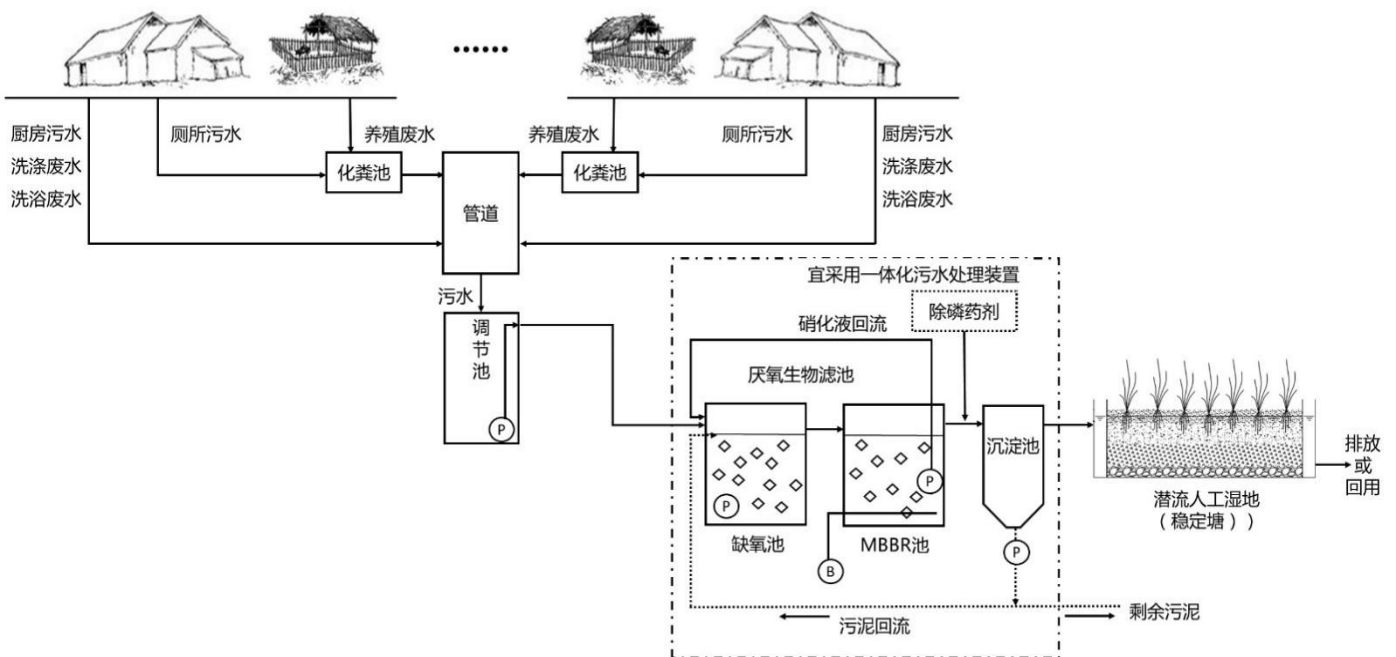 ······
厨房污水
洗涤废水
洗浴废水
厕所污水
养殖废水
养殖废水
厕所污水
厨房污水
洗涤废水
洗浴废水
化粪池
管道
化粪池
污水
调
节
池
P
宜采用一体化污水处理装置
除磷药剂
硝化液回流
厌氧生物滤池
P
缺氧池
P
MBBR池
B
沉淀池
P
潜流人工湿地
（稳定塘））
排放
或
回用
污泥回流
剩余污泥